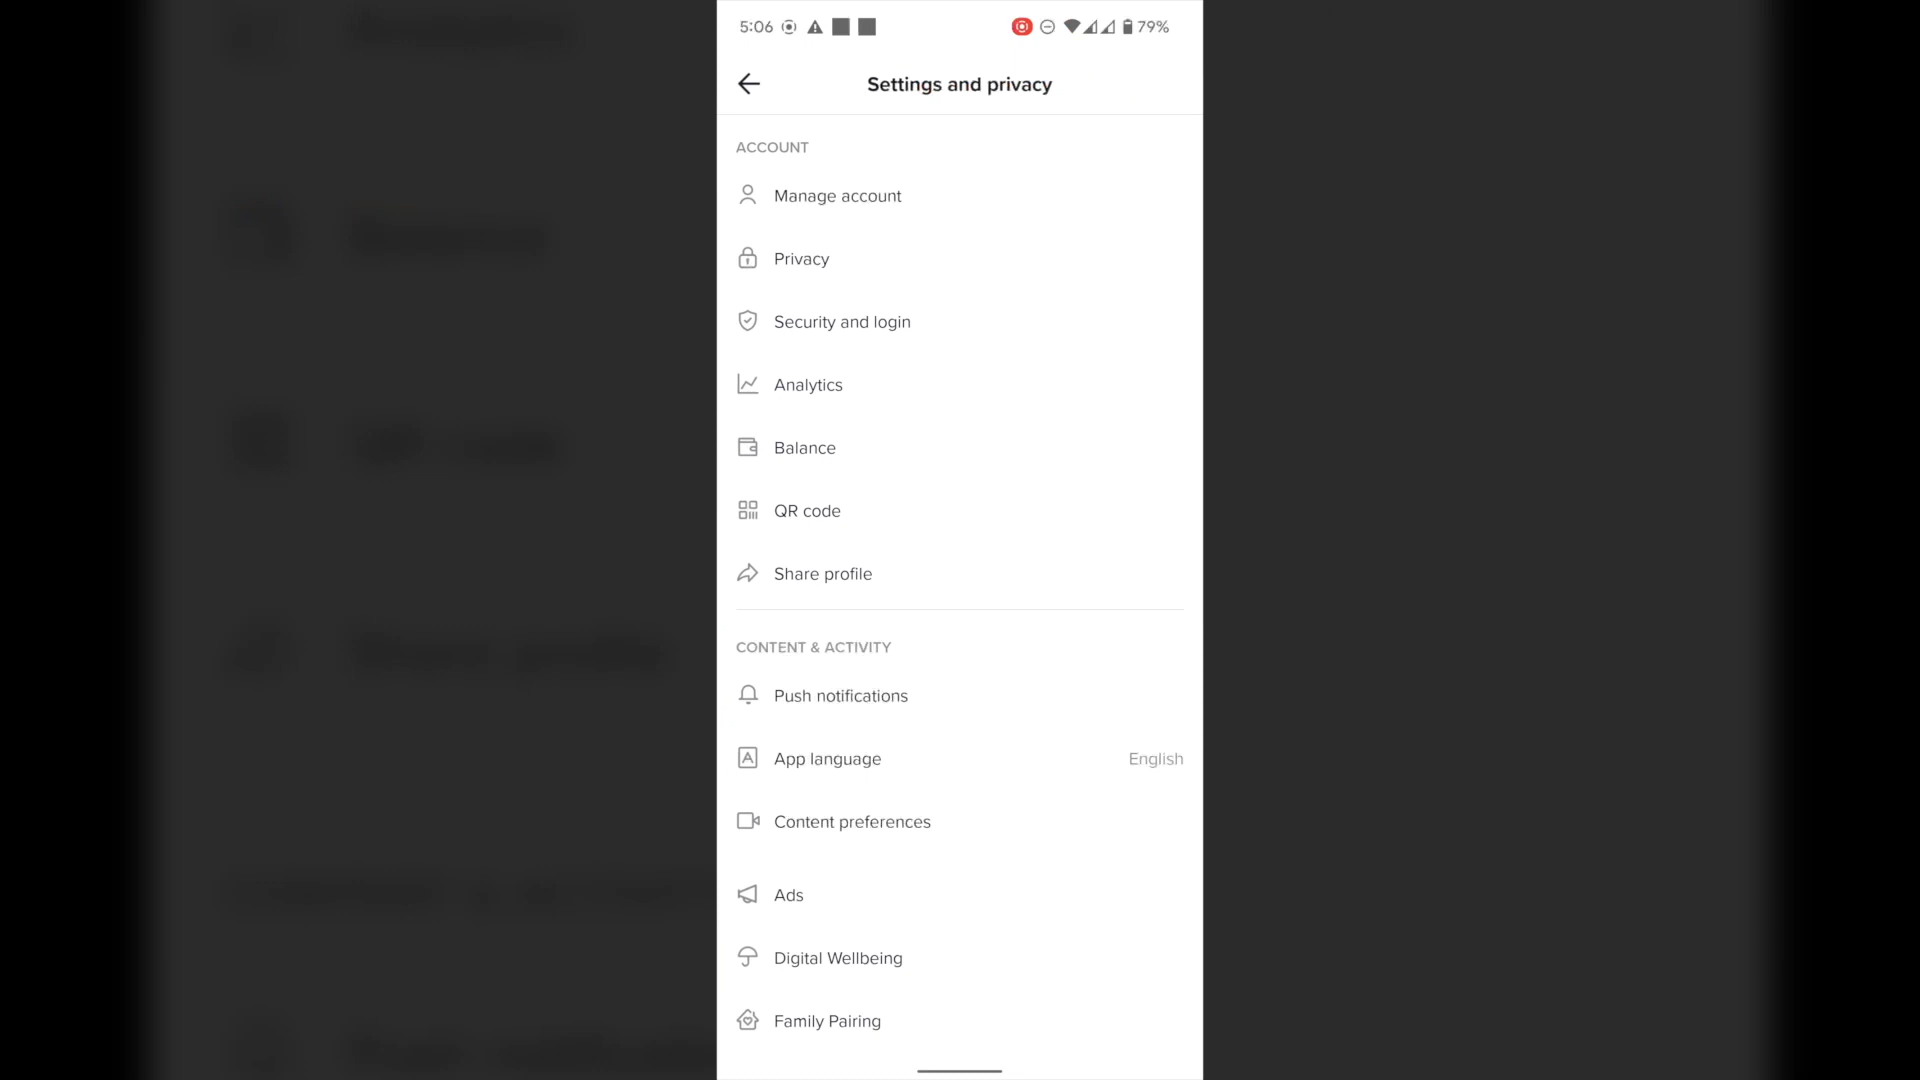 5:06 79%
Settings and privacy
ACCOUNT
Manage account
Privacy
Security and login
Analytics
Balance
QR code
Share profile
CONTENT & ACTIVITY
Push notifications
App language English
Content preferences
Ads
Digital Wellbeing
Family Pairing